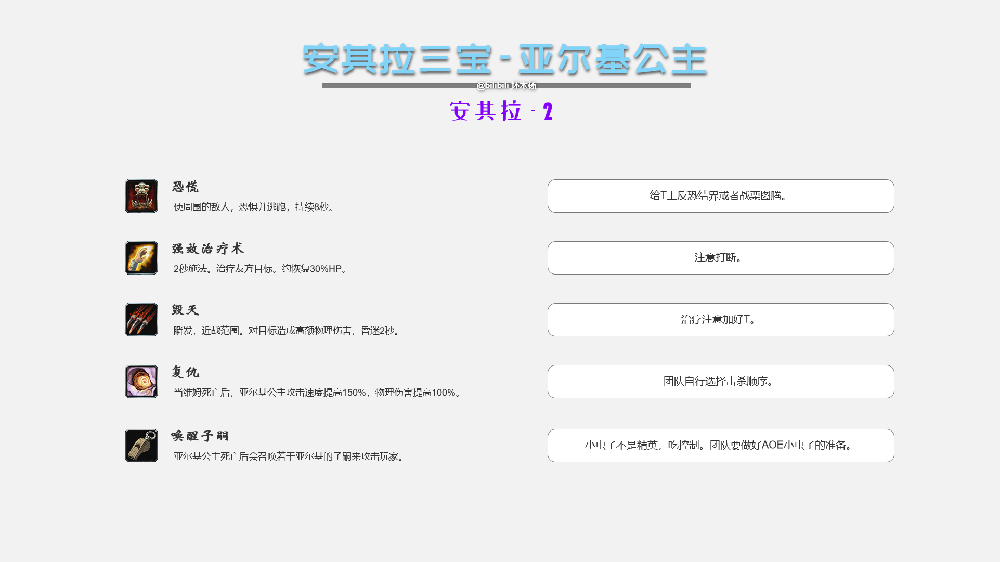 安其拉三宝-亚尔基公主
@bilibili 坏木杨
安其拉-2
恐慌
使周围的敌人，恐惧并逃跑，持续8秒。
给T上反恐结界或者战栗图腾。
强效治疗术
2秒施法。治疗友方目标。约恢复30%HP。
注意打断。
毁灭
瞬发，近战范围。对目标造成高额物理伤害，昏迷2秒。
治疗注意加好T。
复仇
当维姆死亡后，亚尔基公主攻击速度提高150%，物理伤害提高100%。
团队自行选择击杀顺序。
唤醒子嗣
亚尔基公主死亡后会召唤若干亚尔基的子嗣来攻击玩家。
小虫子不是精英，吃控制。团队要做好AOE小虫子的准备。